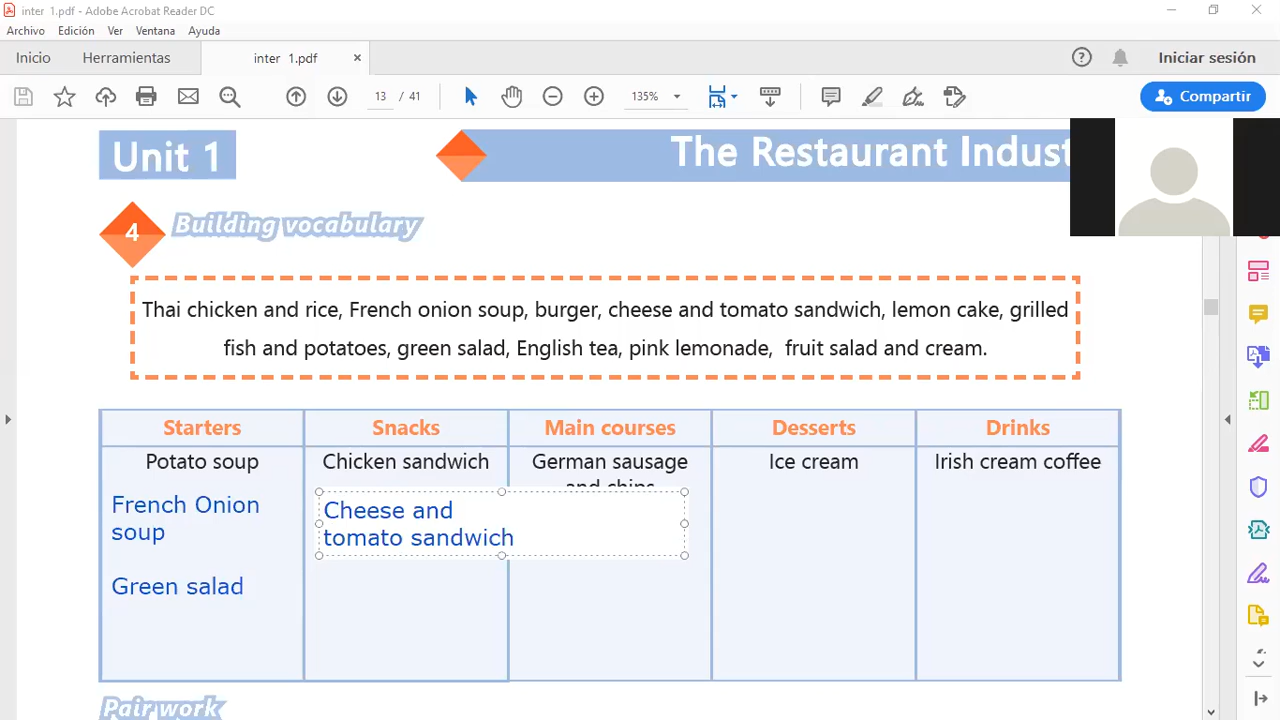 inter 1.pdf - Adobe Acrobat Reader DC
Archivo Edición Ver Ventana Ayuda
Inicio Herramientas inter 1.pdf × Iniciar sesión
13 / 41 135% Compartir
Unit 1 The Restaurant Indust
4 Building vocabulary
Thai chicken and rice, French onion soup, burger, cheese and tomato sandwich, lemon cake, grilled
fish and potatoes, green salad, English tea, pink lemonade, fruit salad and cream.
Starters Snacks Main courses Desserts Drinks
Potato soup Chicken sandwich German sausage Ice cream Irish cream coffee
and chips
French Onion
soup
Cheese and
tomato sandwich
Green salad
Pair work